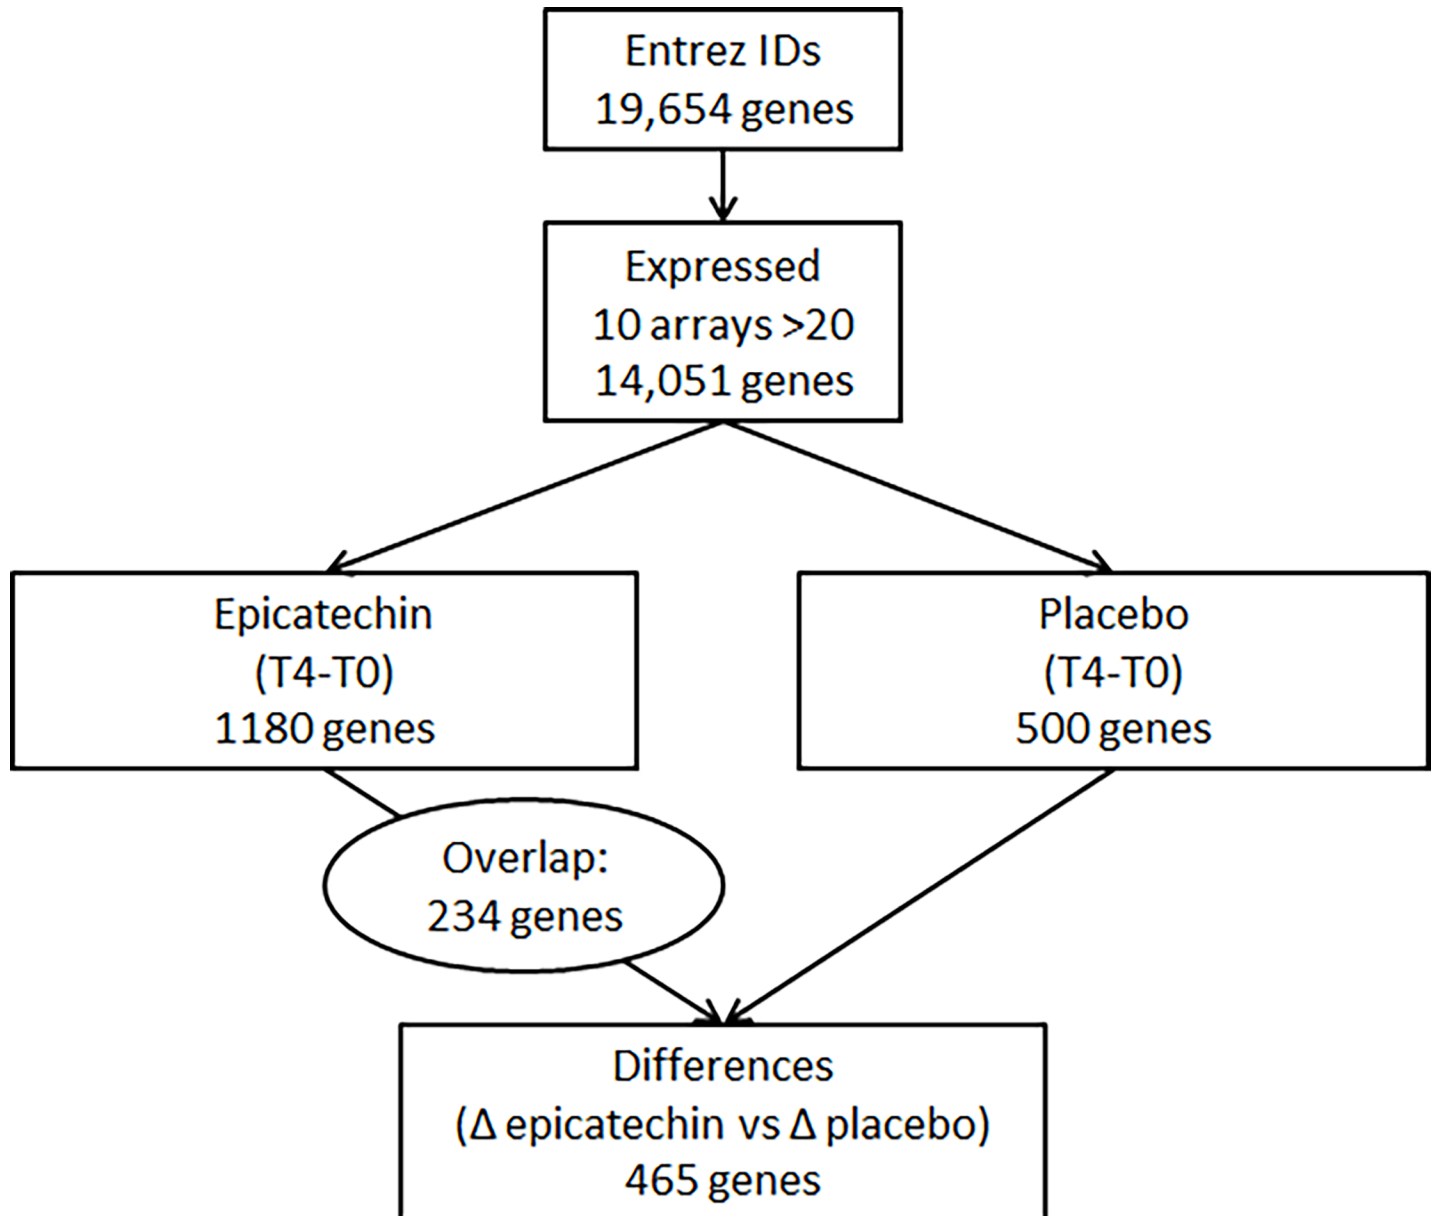 Entrez IDs
19,654 genes
Expressed
10 arrays >20
14,051 genes
Epicatechin
(T4-T0)
1180 genes
Placebo
(T4-T0)
500 genes
Overlap:
234 genes
Differences
(Δ epicatechin vs Δ placebo)
465 genes